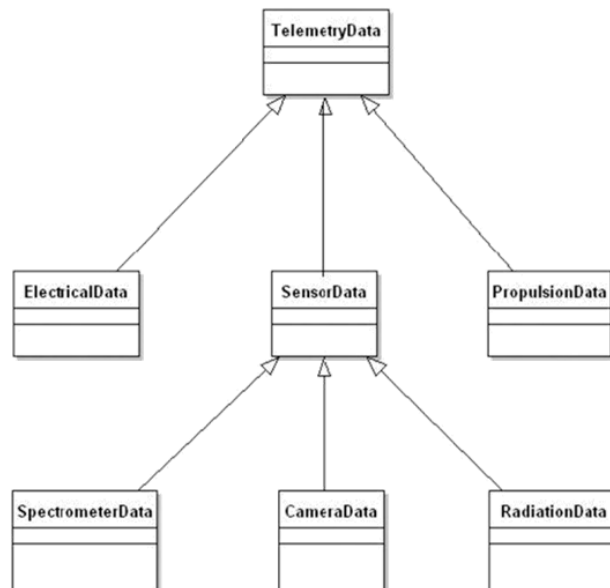 TelemetryData
ElectricalData
SensorData
PropulsionData
SpectrometerData
CameraData
RadiationData